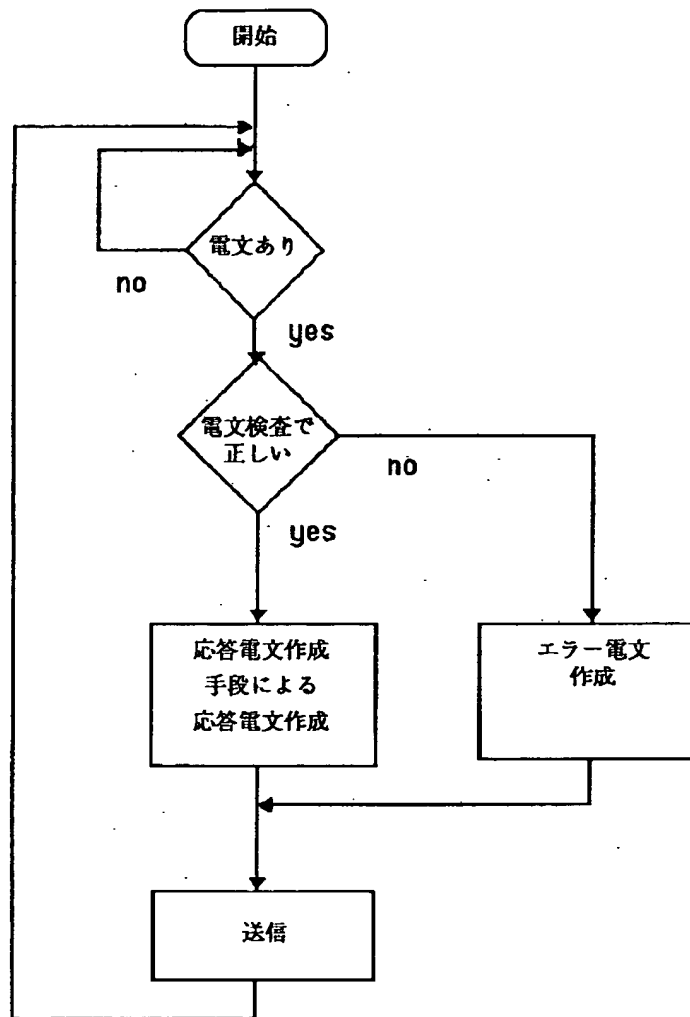 開始
電文あり
no
yes
電文検査で
正しい
no
yes
応答電文作成
手段による
応答電文作成
エラー電文
作成
送信